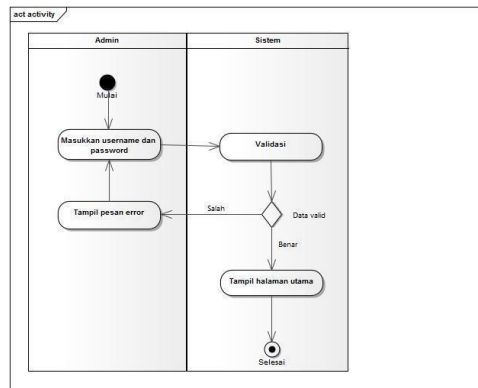 act activity
Admin
Sistem
Mulai
Masukkan username dan
password
Validasi
Tampil pesan error
Salah
Data valid
Benar
Tampil halaman utama
Selesai